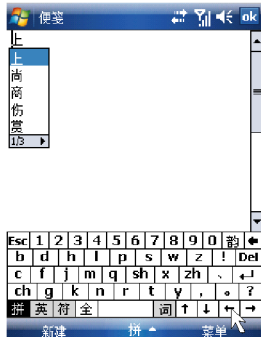 便笺 ok
上
上
尚
商
伤
赏
1/3
Esc 1 2 3 4 5 6 7 8 9 0 韵
b d h l p s w z ! Del
c f j m q sh x zh 、
ch g k n r t y , 。 ?
拼 英 符 全 词 ↑ ↓ ← →
新建 拼 菜单